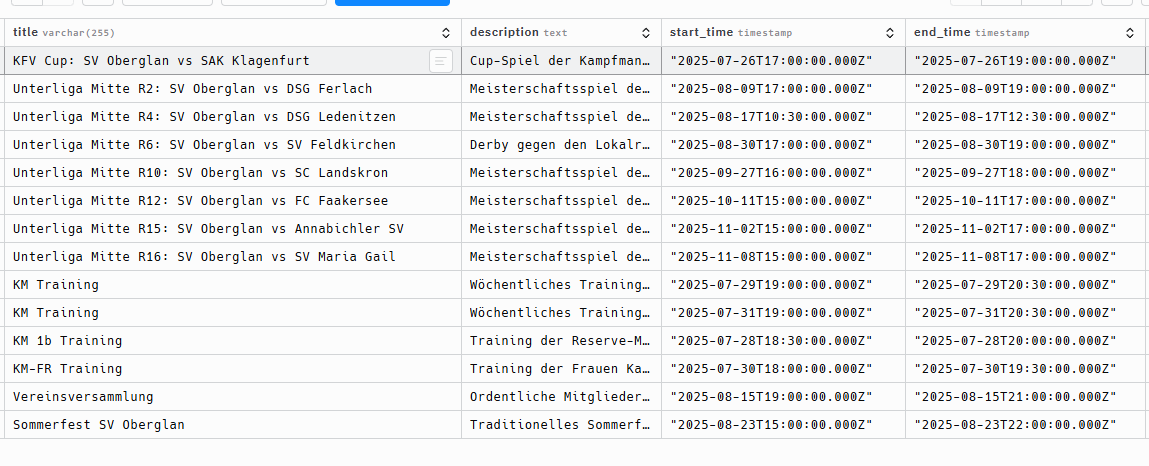 title varchar(255) description text start_time timestamp end_time timestamp
KFV Cup: SV Oberglan vs SAK Klagenfurt Cup-Spiel der Kampfman… "2025-07-26T17:00:00.000Z" "2025-07-26T19:00:00.000Z"
Unterliga Mitte R2: SV Oberglan vs DSG Ferlach Meisterschaftsspiel de… "2025-08-09T17:00:00.000Z" "2025-08-09T19:00:00.000Z"
Unterliga Mitte R4: SV Oberglan vs DSG Ledenitzen Meisterschaftsspiel de… "2025-08-17T10:30:00.000Z" "2025-08-17T12:30:00.000Z"
Unterliga Mitte R6: SV Oberglan vs SV Feldkirchen Derby gegen den Lokalr… "2025-08-30T17:00:00.000Z" "2025-08-30T19:00:00.000Z"
Unterliga Mitte R10: SV Oberglan vs SC Landskron Meisterschaftsspiel de… "2025-09-27T16:00:00.000Z" "2025-09-27T18:00:00.000Z"
Unterliga Mitte R12: SV Oberglan vs FC Faakersee Meisterschaftsspiel de… "2025-10-11T15:00:00.000Z" "2025-10-11T17:00:00.000Z"
Unterliga Mitte R15: SV Oberglan vs Annabichler SV Meisterschaftsspiel de… "2025-11-02T15:00:00.000Z" "2025-11-02T17:00:00.000Z"
Unterliga Mitte R16: SV Oberglan vs SV Maria Gail Meisterschaftsspiel de… "2025-11-08T15:00:00.000Z" "2025-11-08T17:00:00.000Z"
KM Training Wöchentliches Training… "2025-07-29T19:00:00.000Z" "2025-07-29T20:30:00.000Z"
KM Training Wöchentliches Training… "2025-07-31T19:00:00.000Z" "2025-07-31T20:30:00.000Z"
KM 1b Training Training der Reserve-M… "2025-07-28T18:30:00.000Z" "2025-07-28T20:00:00.000Z"
KM-FR Training Training der Frauen Ka… "2025-07-30T18:00:00.000Z" "2025-07-30T19:30:00.000Z"
Vereinsversammlung Ordentliche Mitglieder… "2025-08-15T19:00:00.000Z" "2025-08-15T21:00:00.000Z"
Sommerfest SV Oberglan Traditionelles Sommerf… "2025-08-23T15:00:00.000Z" "2025-08-23T22:00:00.000Z"